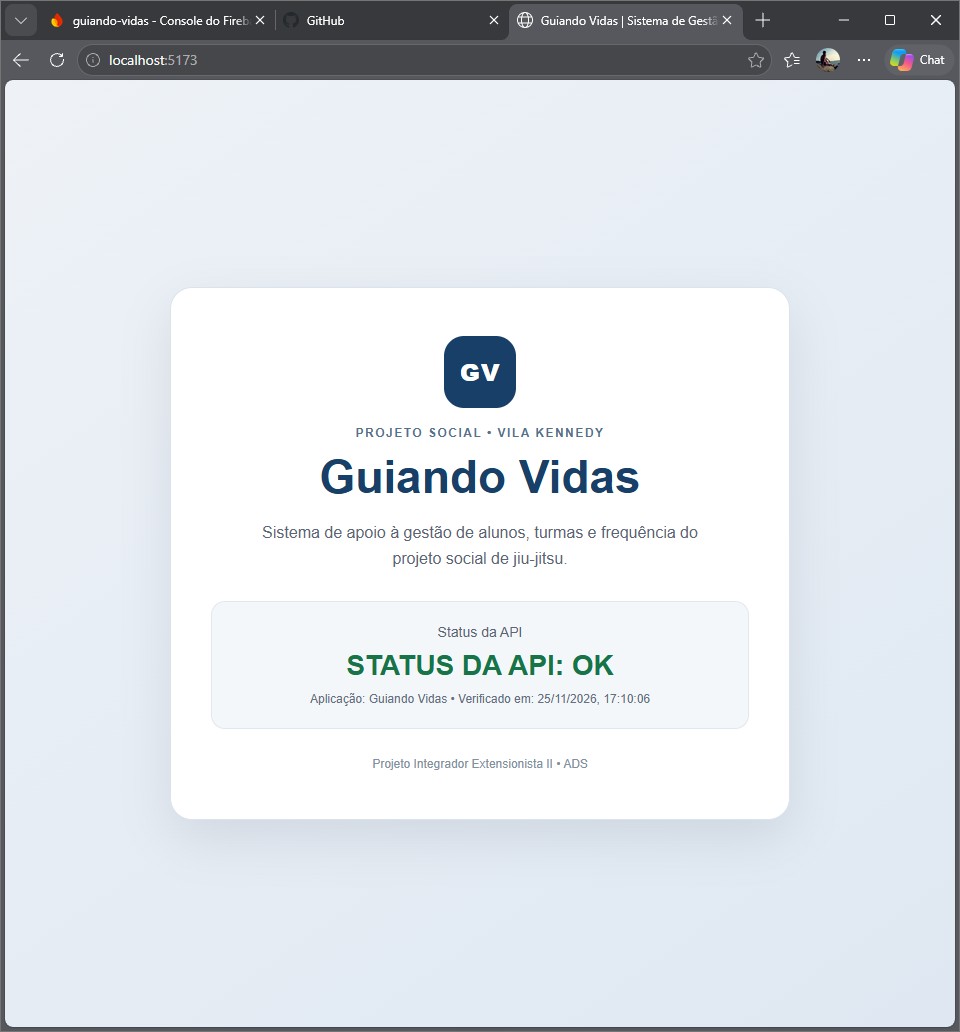 guiando-vidas - Console do Fireb
GitHub
Guiando Vidas | Sistema de Gestã
localhost:5173
Chat
GV
PROJETO SOCIAL • VILA KENNEDY
Guiando Vidas
Sistema de apoio à gestão de alunos, turmas e frequência do
projeto social de jiu-jitsu.
Status da API
STATUS DA API: OK
Aplicação: Guiando Vidas • Verificado em: 25/11/2026, 17:10:06
Projeto Integrador Extensionista II • ADS